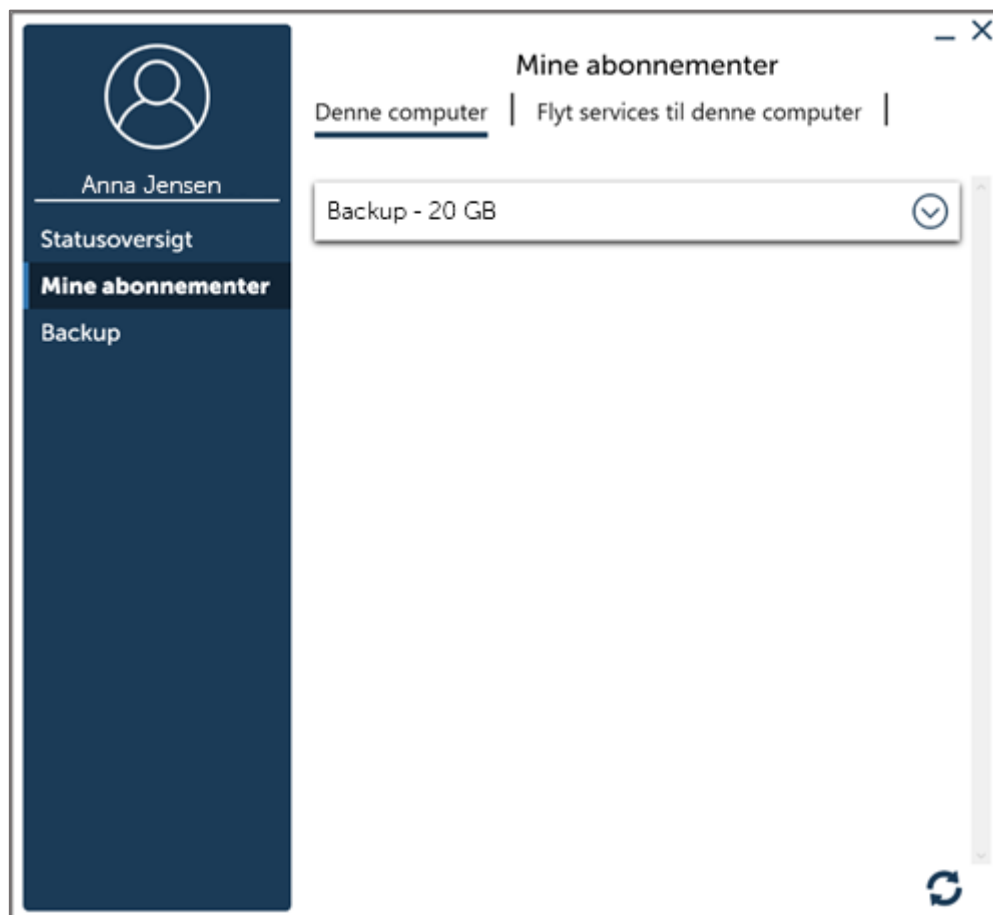 Anna Jensen
Statusoversigt
Mine abonnementer
Backup
Mine abonnementer
Denne computer | Flyt services til denne computer |
Backup - 20 GB